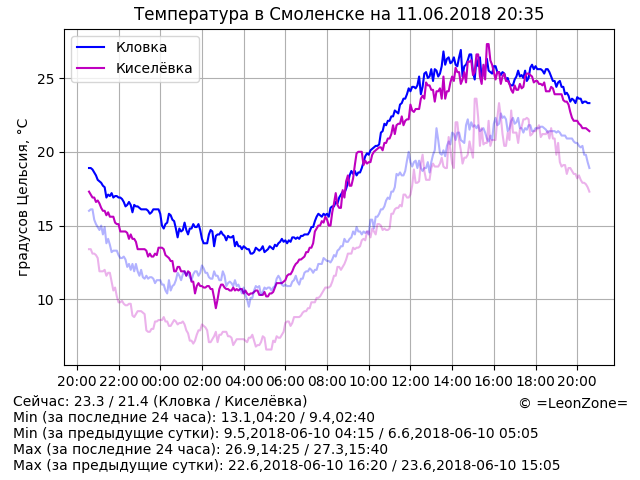 Температура в Смоленске на 11.06.2018 20:35
Кловка
Киселёвка
градусов Цельсия, °C
25
20
15
10
20:00 22:00 00:00 02:00 04:00 06:00 08:00 10:00 12:00 14:00 16:00 18:00 20:00
Сейчас: 23.3 / 21.4 (Кловка / Киселёвка)
© =LeonZone=
Min (за последние 24 часа): 13.1,04:20 / 9.4,02:40
Min (за предыдущие сутки): 9.5,2018-06-10 04:15 / 6.6,2018-06-10 05:05
Max (за последние 24 часа): 26.9,14:25 / 27.3,15:40
Max (за предыдущие сутки): 22.6,2018-06-10 16:20 / 23.6,2018-06-10 15:05